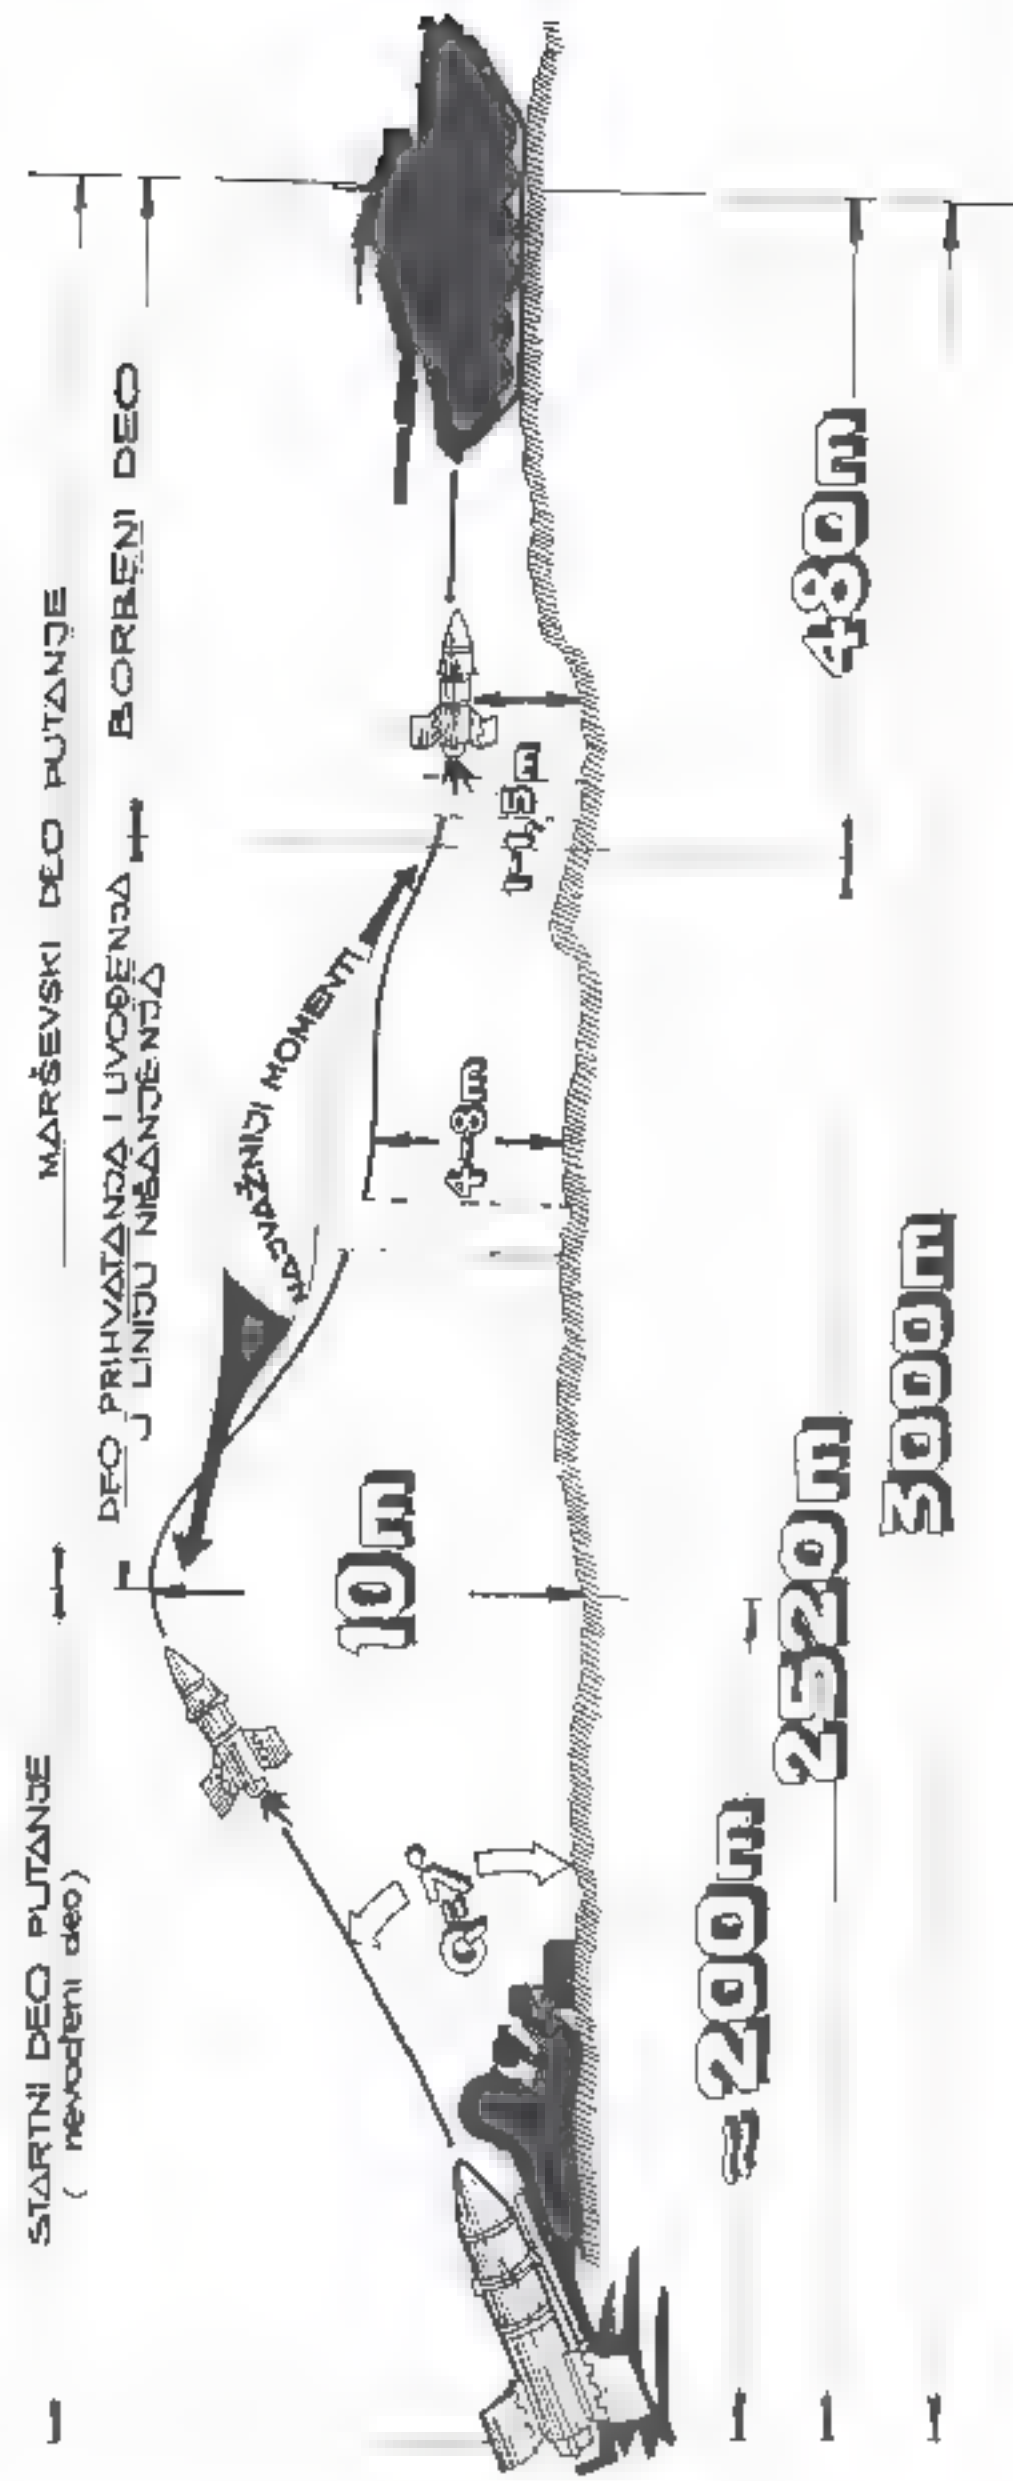 STARTNI DEO PUTANJE
( nevođeni deo)
MARŠEVSKI DEO PUTANJE
DEO PRIHVATANJA I UVOĐENJA
U LINIJU NIŠANJENJA
BORBENI DEO
NAJVAŽNIJI MOMENTI
10m
4-8m
1-1,5m
≈ 200m
2520m
480m
3000m